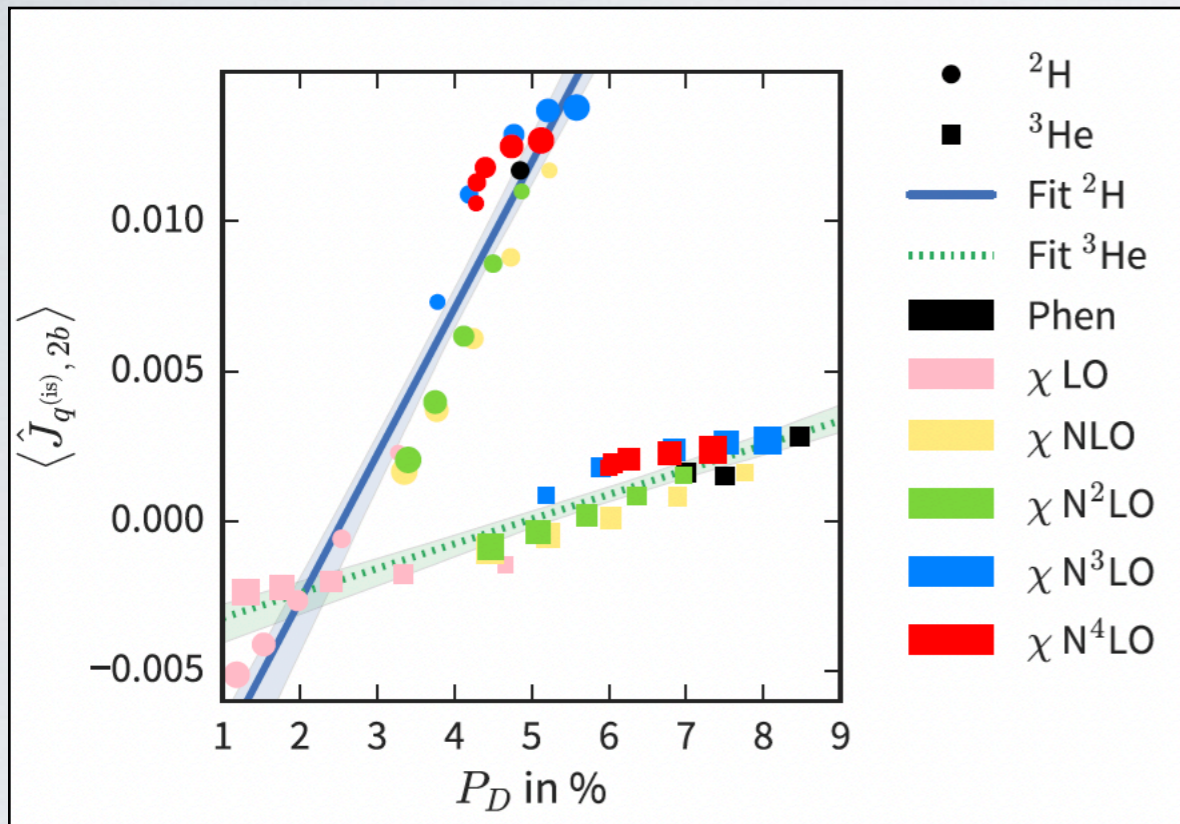 ⟨Ĵ_{q^{(is)}, 2b}⟩
0.010
0.005
0.000
−0.005
1 2 3 4 5 6 7 8 9
P_D in %
²H
³He
Fit ²H
Fit ³He
Phen
χ LO
χ NLO
χ N²LO
χ N³LO
χ N⁴LO